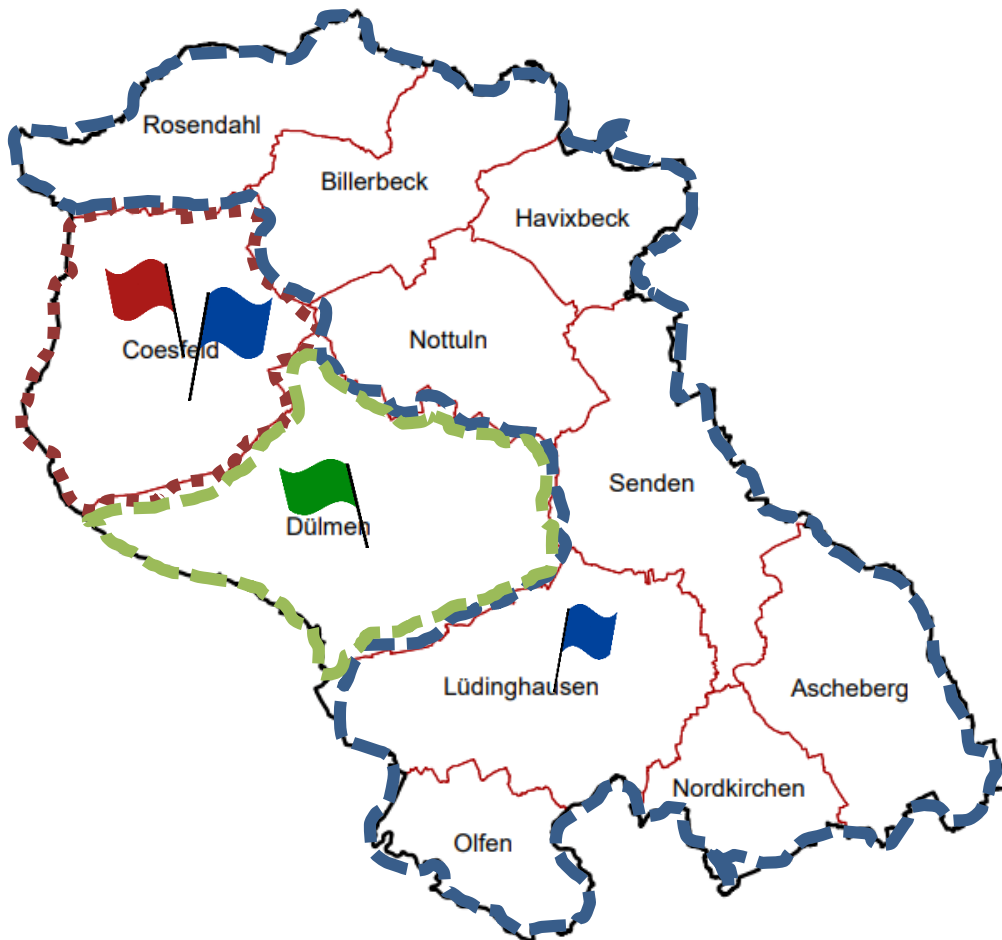 Rosendahl
Billerbeck
Havixbeck
Coesfeld
Nottuln
Senden
Dülmen
Lüdinghausen
Ascheberg
Nordkirchen
Olfen